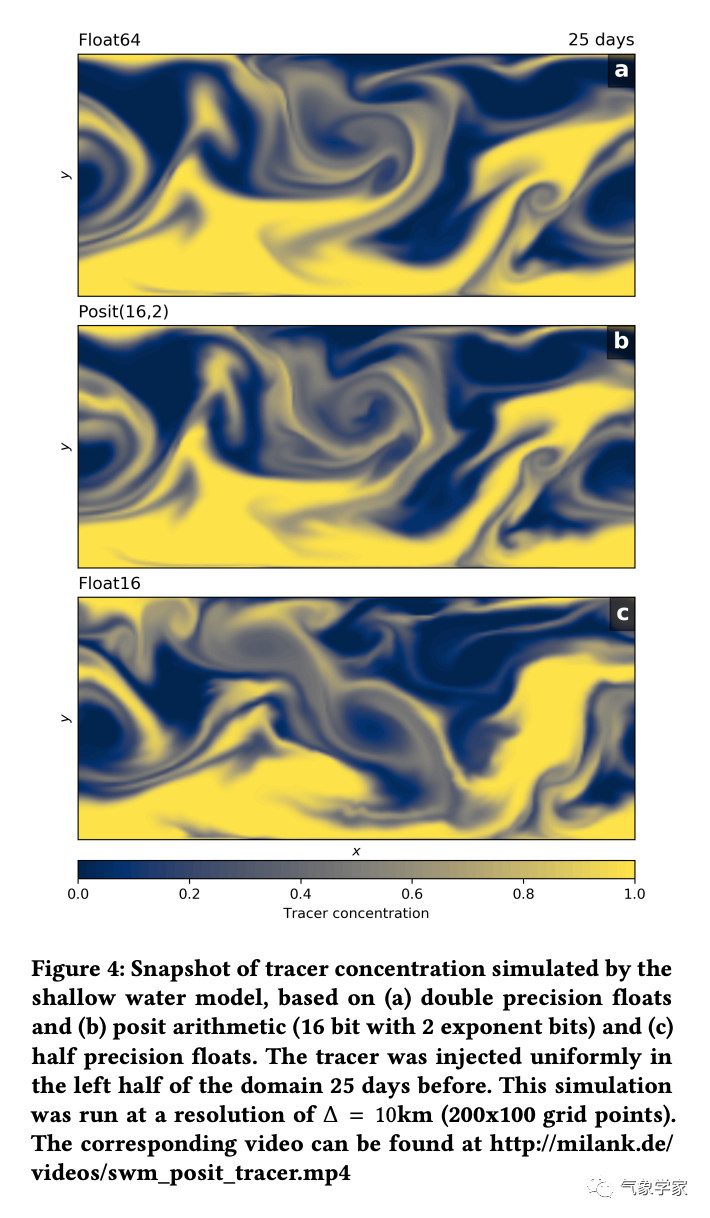 Float64
25 days
a
y
Posit(16,2)
b
y
Float16
c
y
x
0.0 0.2 0.4 0.6 0.8 1.0
Tracer concentration
Figure 4: Snapshot of tracer concentration simulated by the
shallow water model, based on (a) double precision floats
and (b) posit arithmetic (16 bit with 2 exponent bits) and (c)
half precision floats. The tracer was injected uniformly in
the left half of the domain 25 days before. This simulation
was run at a resolution of Δ = 10km (200x100 grid points).
The corresponding video can be found at http://milank.de/
videos/swm_posit_tracer.mp4
气象学家